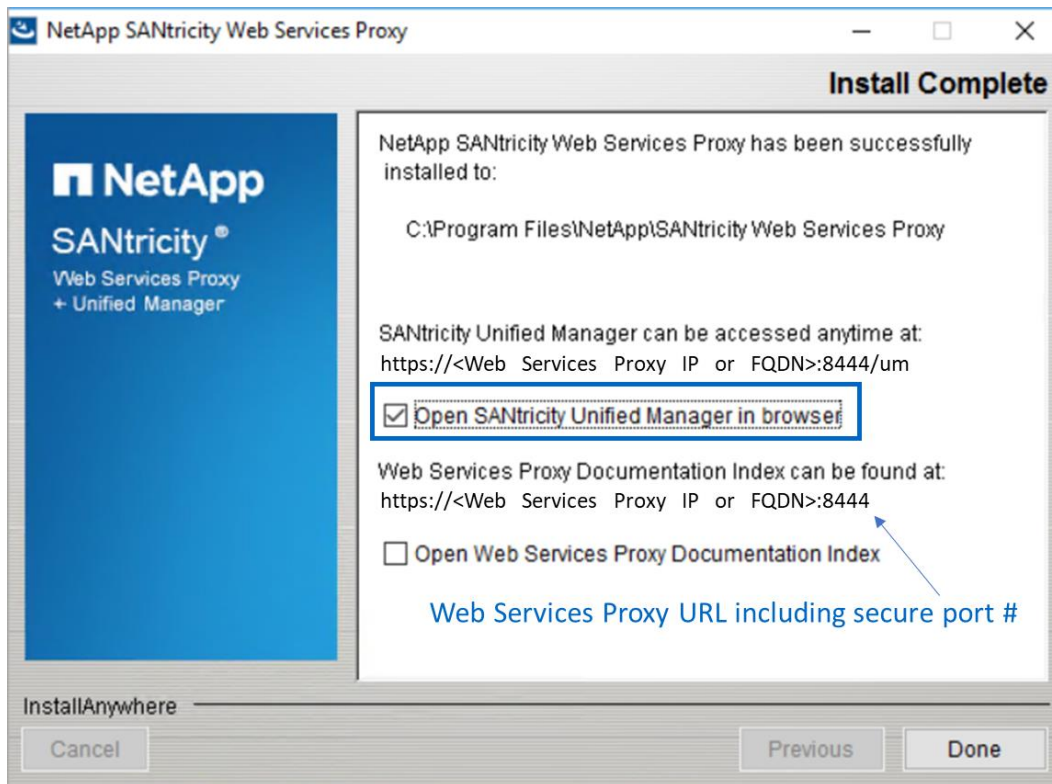 NetApp SANtricity Web Services Proxy
Install Complete
NetApp
SANtricity ®
Web Services Proxy
+ Unified Manager
NetApp SANtricity Web Services Proxy has been successfully
installed to:
C:\Program Files\NetApp\SANtricity Web Services Proxy
SANtricity Unified Manager can be accessed anytime at:
https://<Web Services Proxy IP or FQDN>:8444/um
Open SANtricity Unified Manager in browser
Web Services Proxy Documentation Index can be found at:
https://<Web Services Proxy IP or FQDN>:8444
Open Web Services Proxy Documentation Index
Web Services Proxy URL including secure port #
InstallAnywhere
Cancel
Previous
Done